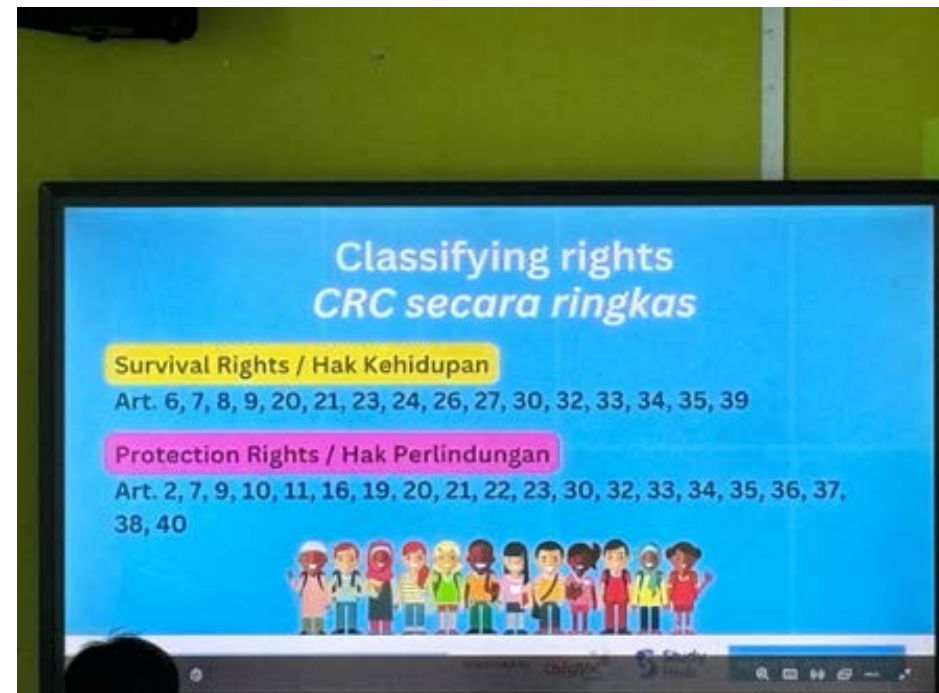 Classifying rights
CRC secara ringkas
Survival Rights / Hak Kehidupan
Art. 6, 7, 8, 9, 20, 21, 23, 24, 26, 27, 30, 32, 33, 34, 35, 39
Protection Rights / Hak Perlindungan
Art. 2, 7, 9, 10, 11, 16, 19, 20, 21, 22, 23, 30, 32, 33, 34, 35, 36, 37,
38, 40
Study